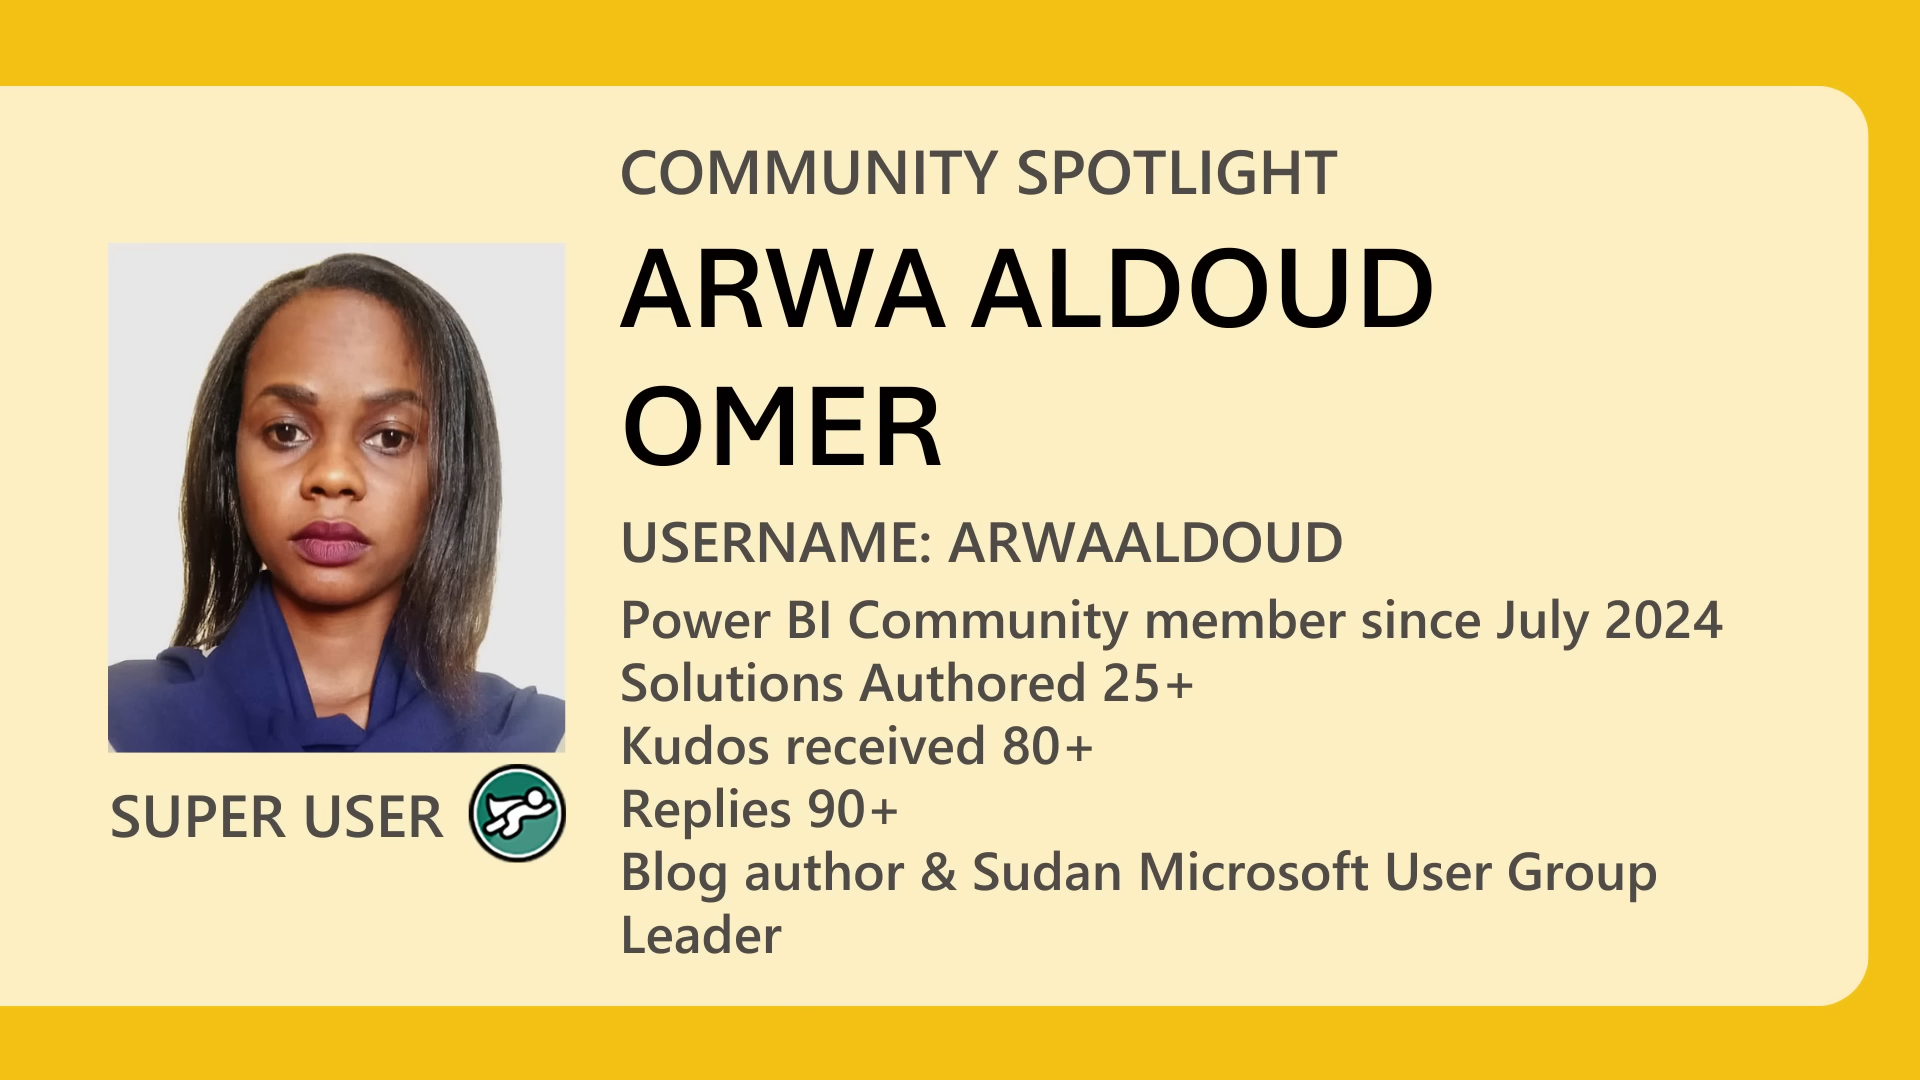 COMMUNITY SPOTLIGHT
ARWA ALDOUD
OMER
USERNAME: ARWAALDOUD
Power BI Community member since July 2024
Solutions Authored 25+
Kudos received 80+
Replies 90+
Blog author & Sudan Microsoft User Group
Leader
SUPER USER